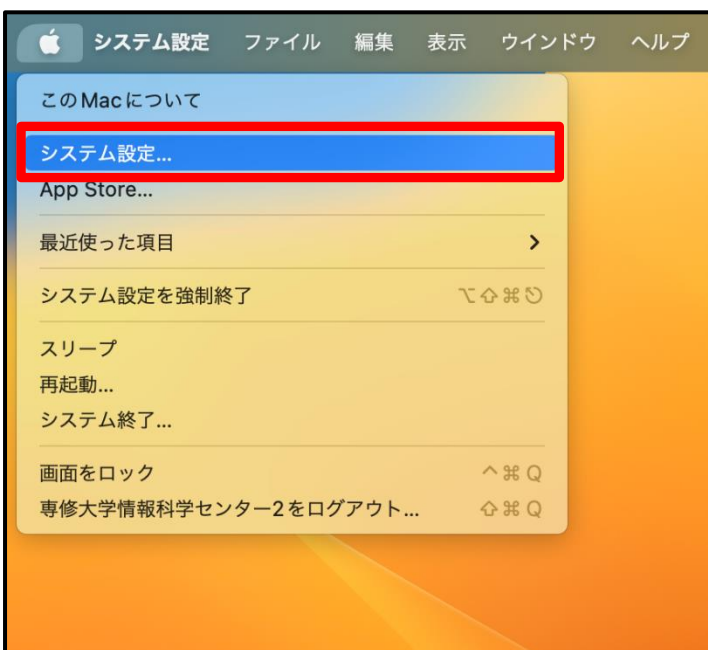 システム設定 ファイル 編集 表示 ウインドウ ヘルプ
このMacについて
システム設定...
App Store...
最近使った項目
システム設定を強制終了 ⌥⇧⌘⎋
スリープ
再起動...
システム終了...
画面をロック ^⌘Q
専修大学情報科学センター2をログアウト... ⇧⌘Q